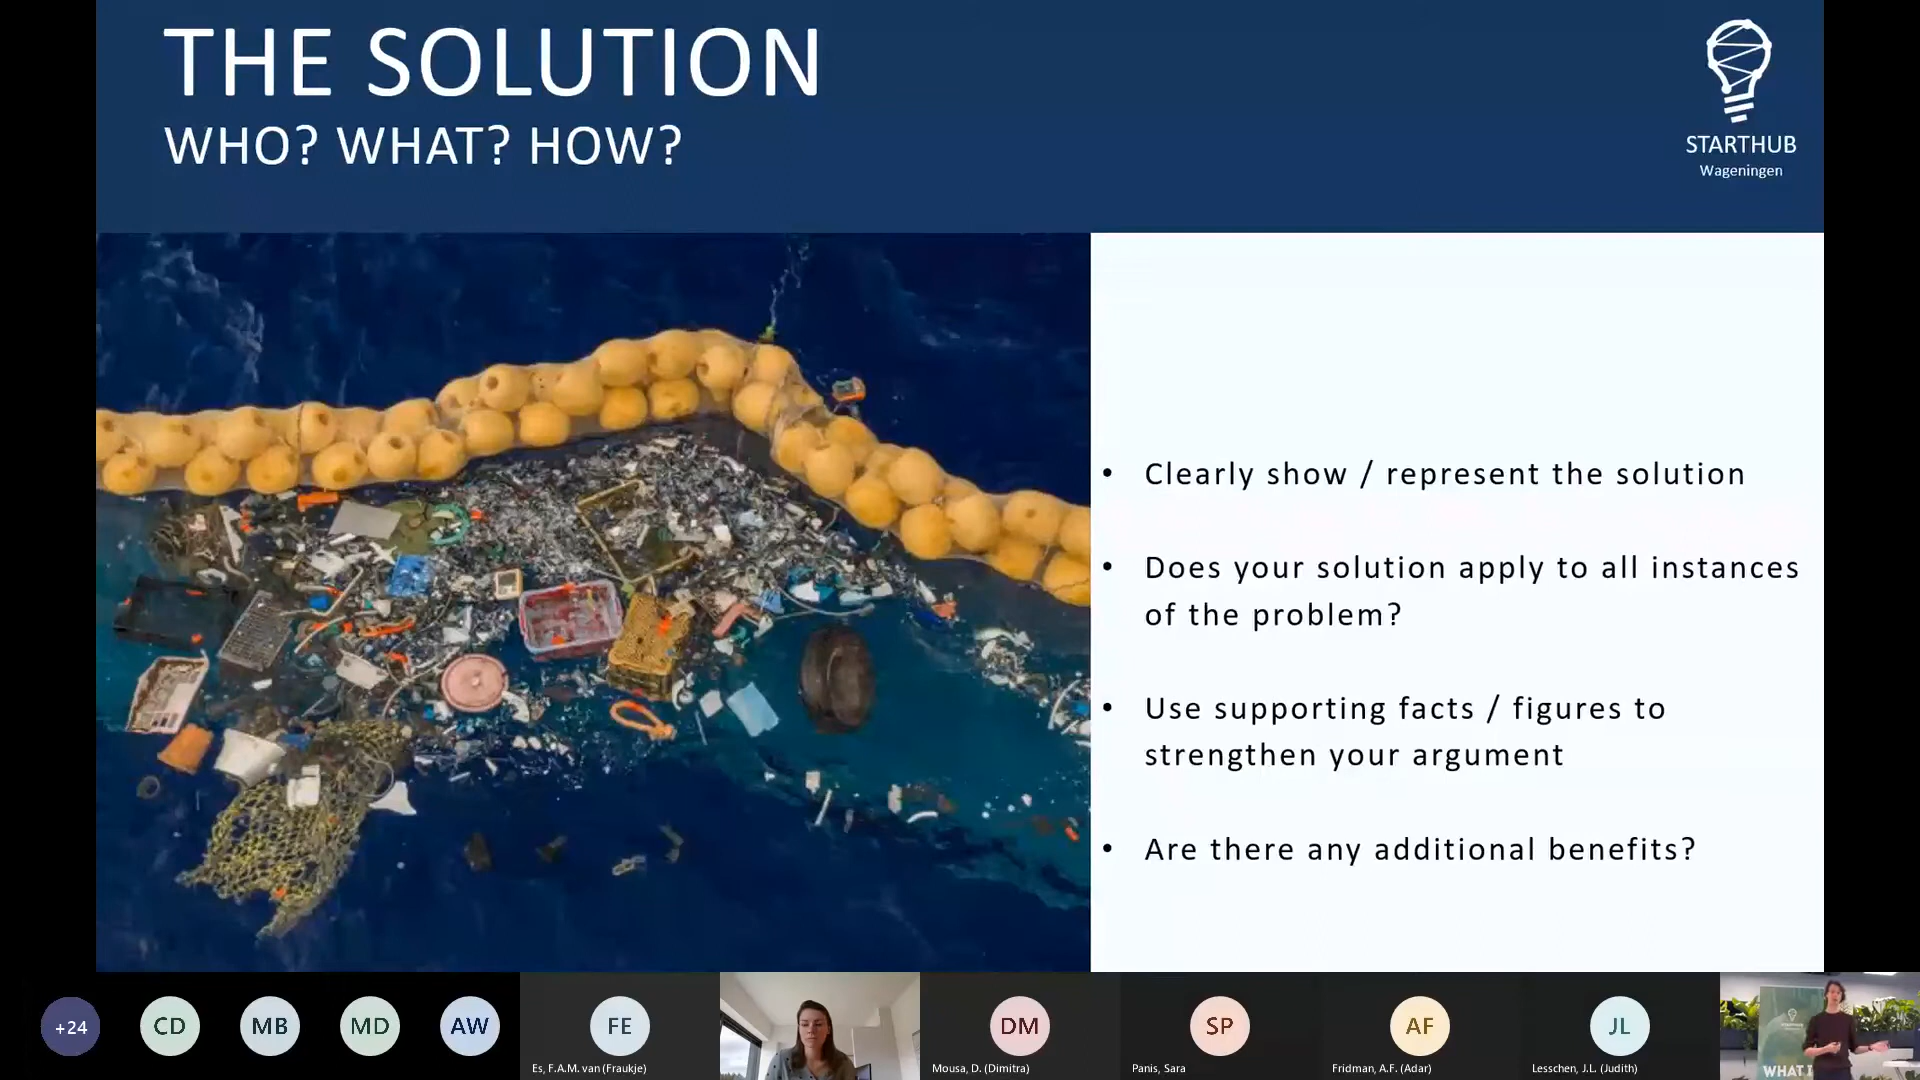 THE SOLUTION
WHO? WHAT? HOW?
STARTHUB
Wageningen
• Clearly show / represent the solution
• Does your solution apply to all instances
of the problem?
• Use supporting facts / figures to
strengthen your argument
• Are there any additional benefits?
+24
CD
MB
MD
AW
FE
Es, F.A.M. van (Fraukje)
DM
Mousa, D. (Dimitra)
SP
Panis, Sara
AF
Fridman, A.F. (Adar)
JL
Lesschen, J.L. (Judith)
STARTHUB
WHAT I